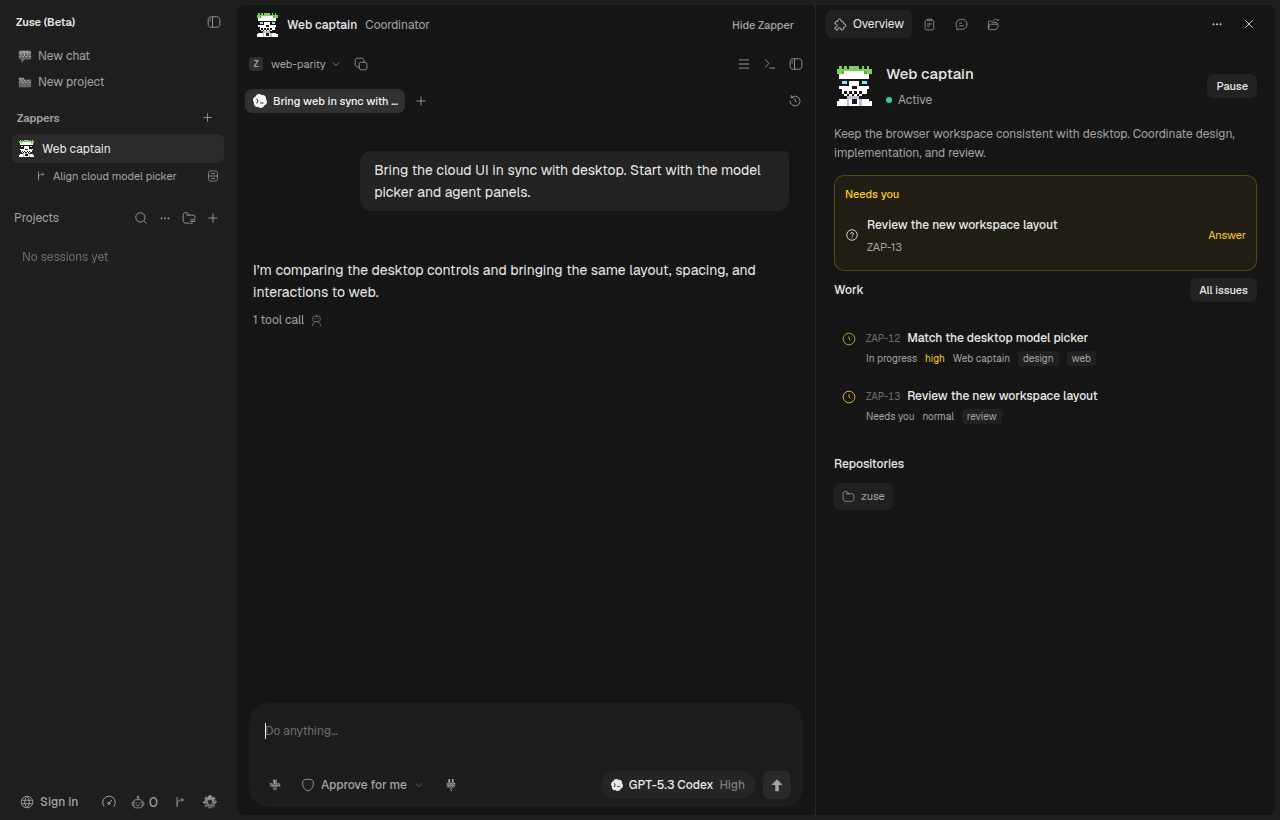 Zuse (Beta)
New chat
New project
Zappers
Web captain
Align cloud model picker
Projects
No sessions yet
Sign in
0
Web captain Coordinator
Hide Zapper
Z web-parity
Bring web in sync with ...
Bring the cloud UI in sync with desktop. Start with the model
picker and agent panels.
I'm comparing the desktop controls and bringing the same layout, spacing, and
interactions to web.
1 tool call
Do anything...
Approve for me
GPT-5.3 Codex High
Overview
Web captain
Active
Pause
Keep the browser workspace consistent with desktop. Coordinate design,
implementation, and review.
Needs you
Review the new workspace layout
ZAP-13
Answer
Work
All issues
ZAP-12 Match the desktop model picker
In progress high Web captain design web
ZAP-13 Review the new workspace layout
Needs you normal review
Repositories
zuse